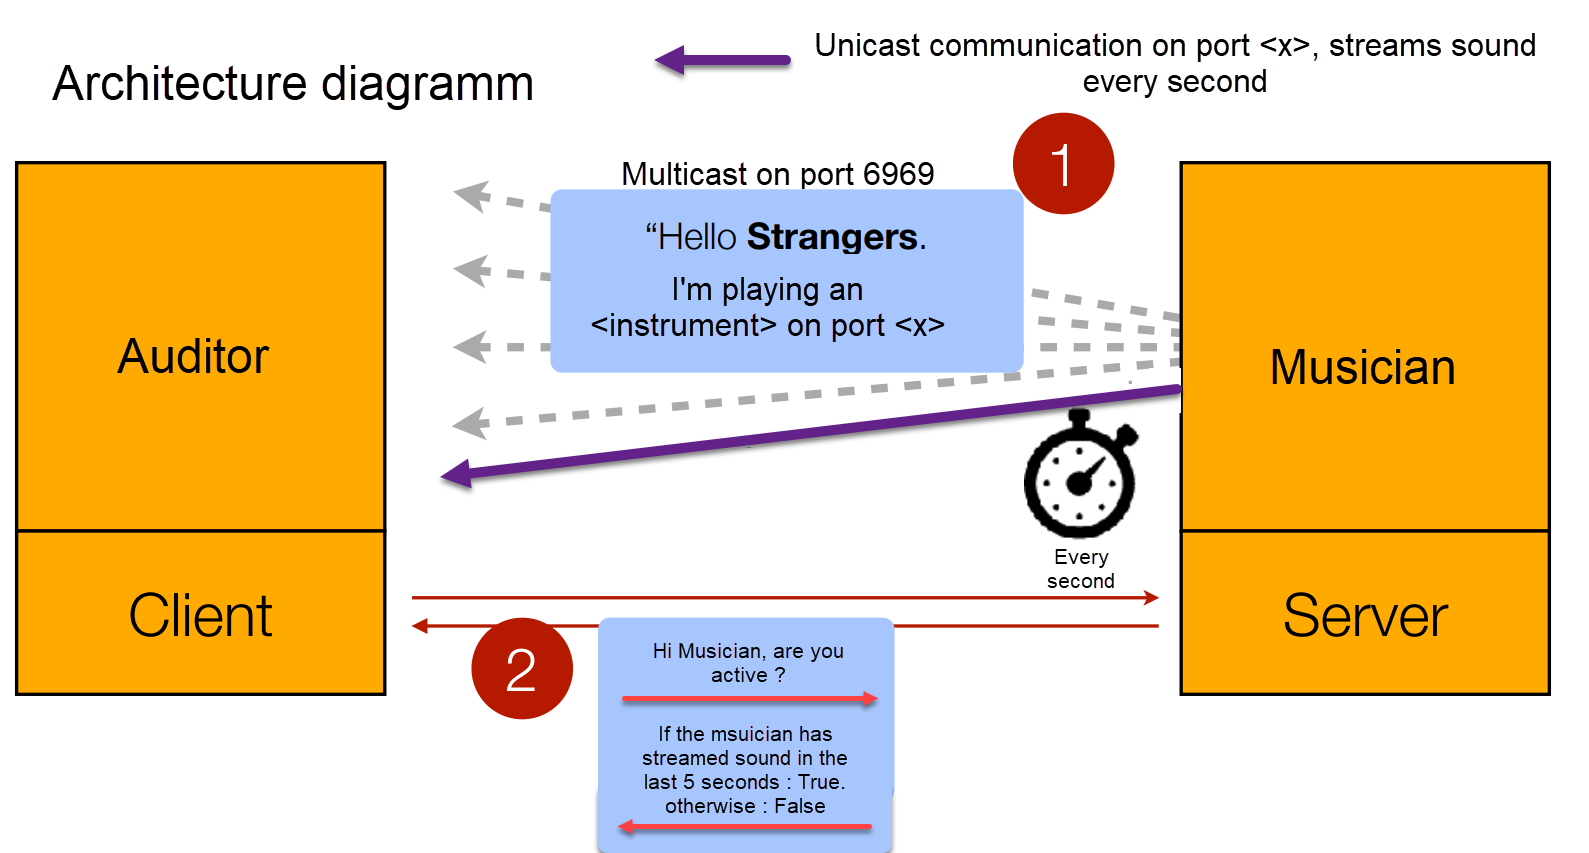 Unicast communication on port <x>, streams sound
every second
Architecture diagramm
1
Multicast on port 6969
“Hello Strangers.
I'm playing an
<instrument> on port <x>
Auditor
Musician
Every
second
Client
Server
2
Hi Musician, are you
active ?
If the msuician has
streamed sound in the
last 5 seconds : True.
otherwise : False